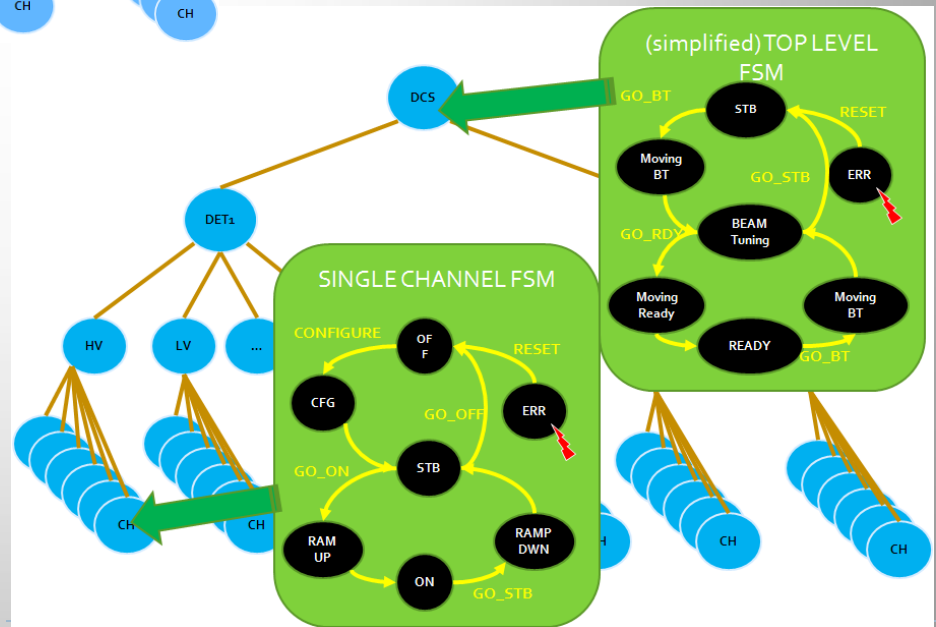 CH
CH
(simplified)TOP LEVEL
FSM
DCS
GO_BT
STB
RESET
Moving
BT
GO_STB
ERR
DET1
BEAM
Tuning
GO_RDY
SINGLE CHANNEL FSM
Moving
Ready
Moving
BT
CONFIGURE
OF
F
RESET
HV
LV
...
READY
GO_BT
CFG
GO_OFF
ERR
STB
GO_ON
CH
CH
RAM
UP
RAMP
DWN
H
CH
CH
ON
GO_STB